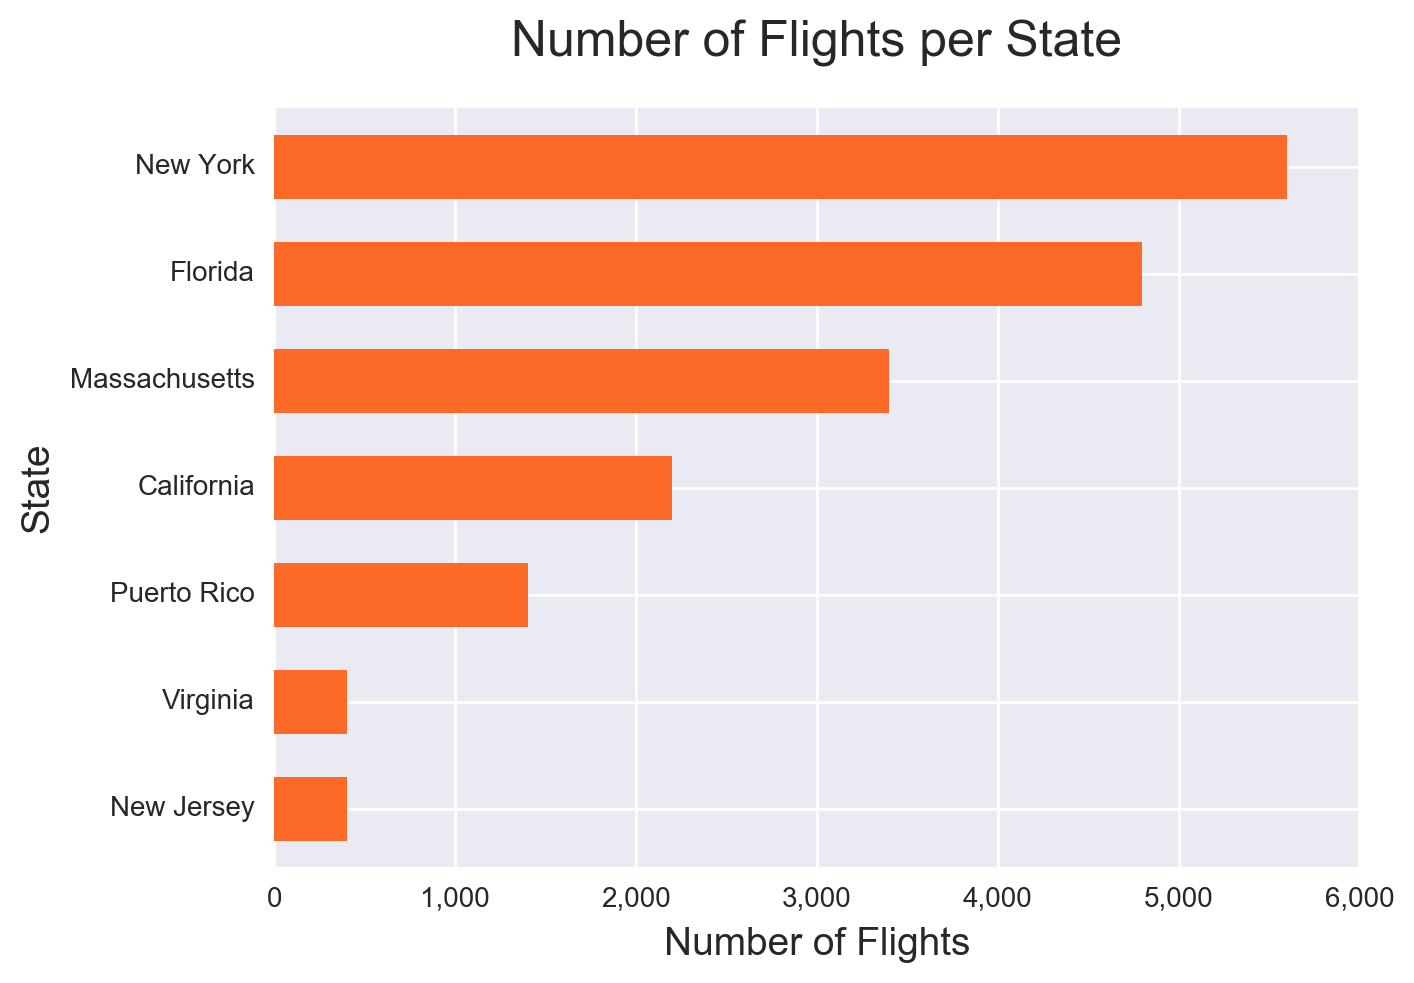 Number of Flights per State
New York
Florida
Massachusetts
California
Puerto Rico
Virginia
New Jersey
State
0 1,000 2,000 3,000 4,000 5,000 6,000
Number of Flights